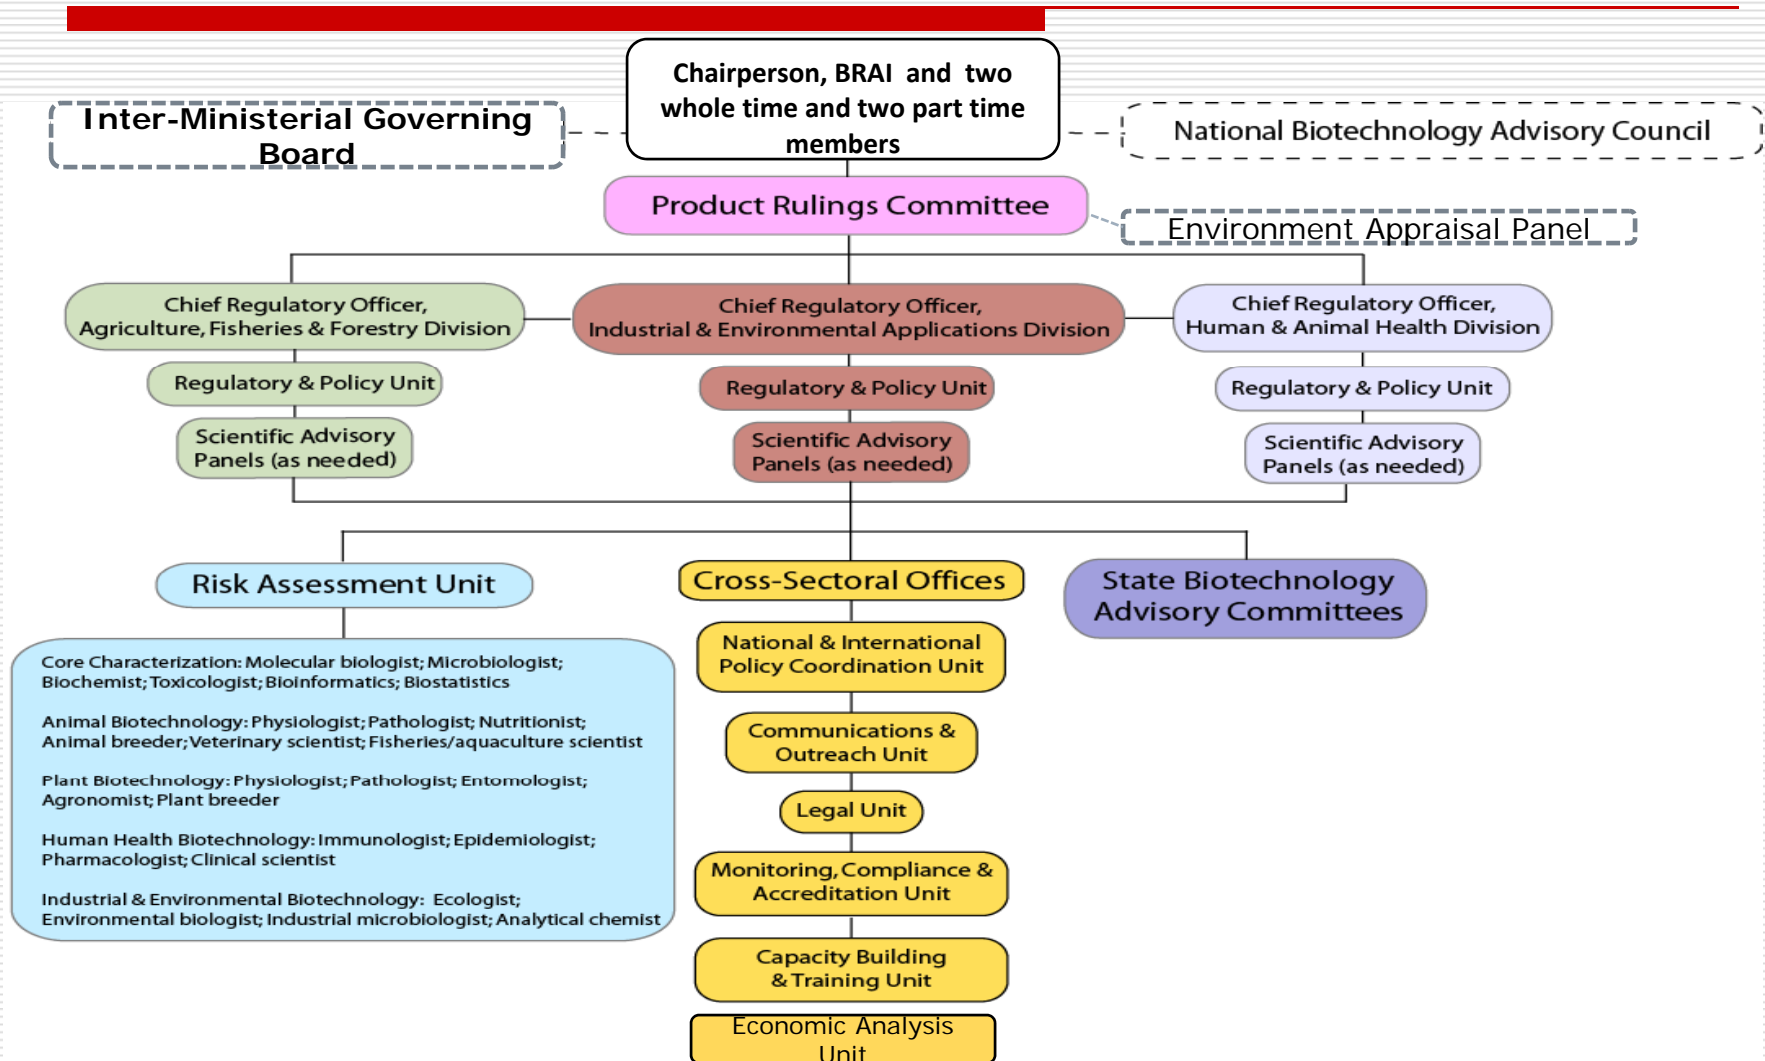 Chairperson, BRAI and two
whole time and two part time
members
Inter-Ministerial Governing
Board
National Biotechnology Advisory Council
Product Rulings Committee
Environment Appraisal Panel
Chief Regulatory Officer,
Agriculture, Fisheries & Forestry Division
Chief Regulatory Officer,
Industrial & Environmental Applications Division
Chief Regulatory Officer,
Human & Animal Health Division
Regulatory & Policy Unit
Regulatory & Policy Unit
Regulatory & Policy Unit
Scientific Advisory
Panels (as needed)
Scientific Advisory
Panels (as needed)
Scientific Advisory
Panels (as needed)
Risk Assessment Unit
Core Characterization: Molecular biologist; Microbiologist;
Biochemist; Toxicologist; Bioinformatics; Biostatistics
Animal Biotechnology: Physiologist; Pathologist; Nutritionist;
Animal breeder; Veterinary scientist; Fisheries/aquaculture scientist
Plant Biotechnology: Physiologist; Pathologist; Entomologist;
Agronomist; Plant breeder
Human Health Biotechnology: Immunologist; Epidemiologist;
Pharmacologist; Clinical scientist
Industrial & Environmental Biotechnology: Ecologist;
Environmental biologist; Industrial microbiologist; Analytical chemist
Cross-Sectoral Offices
National & International
Policy Coordination Unit
Communications &
Outreach Unit
Legal Unit
Monitoring, Compliance &
Accreditation Unit
Capacity Building
& Training Unit
Economic Analysis
Unit
State Biotechnology
Advisory Committees